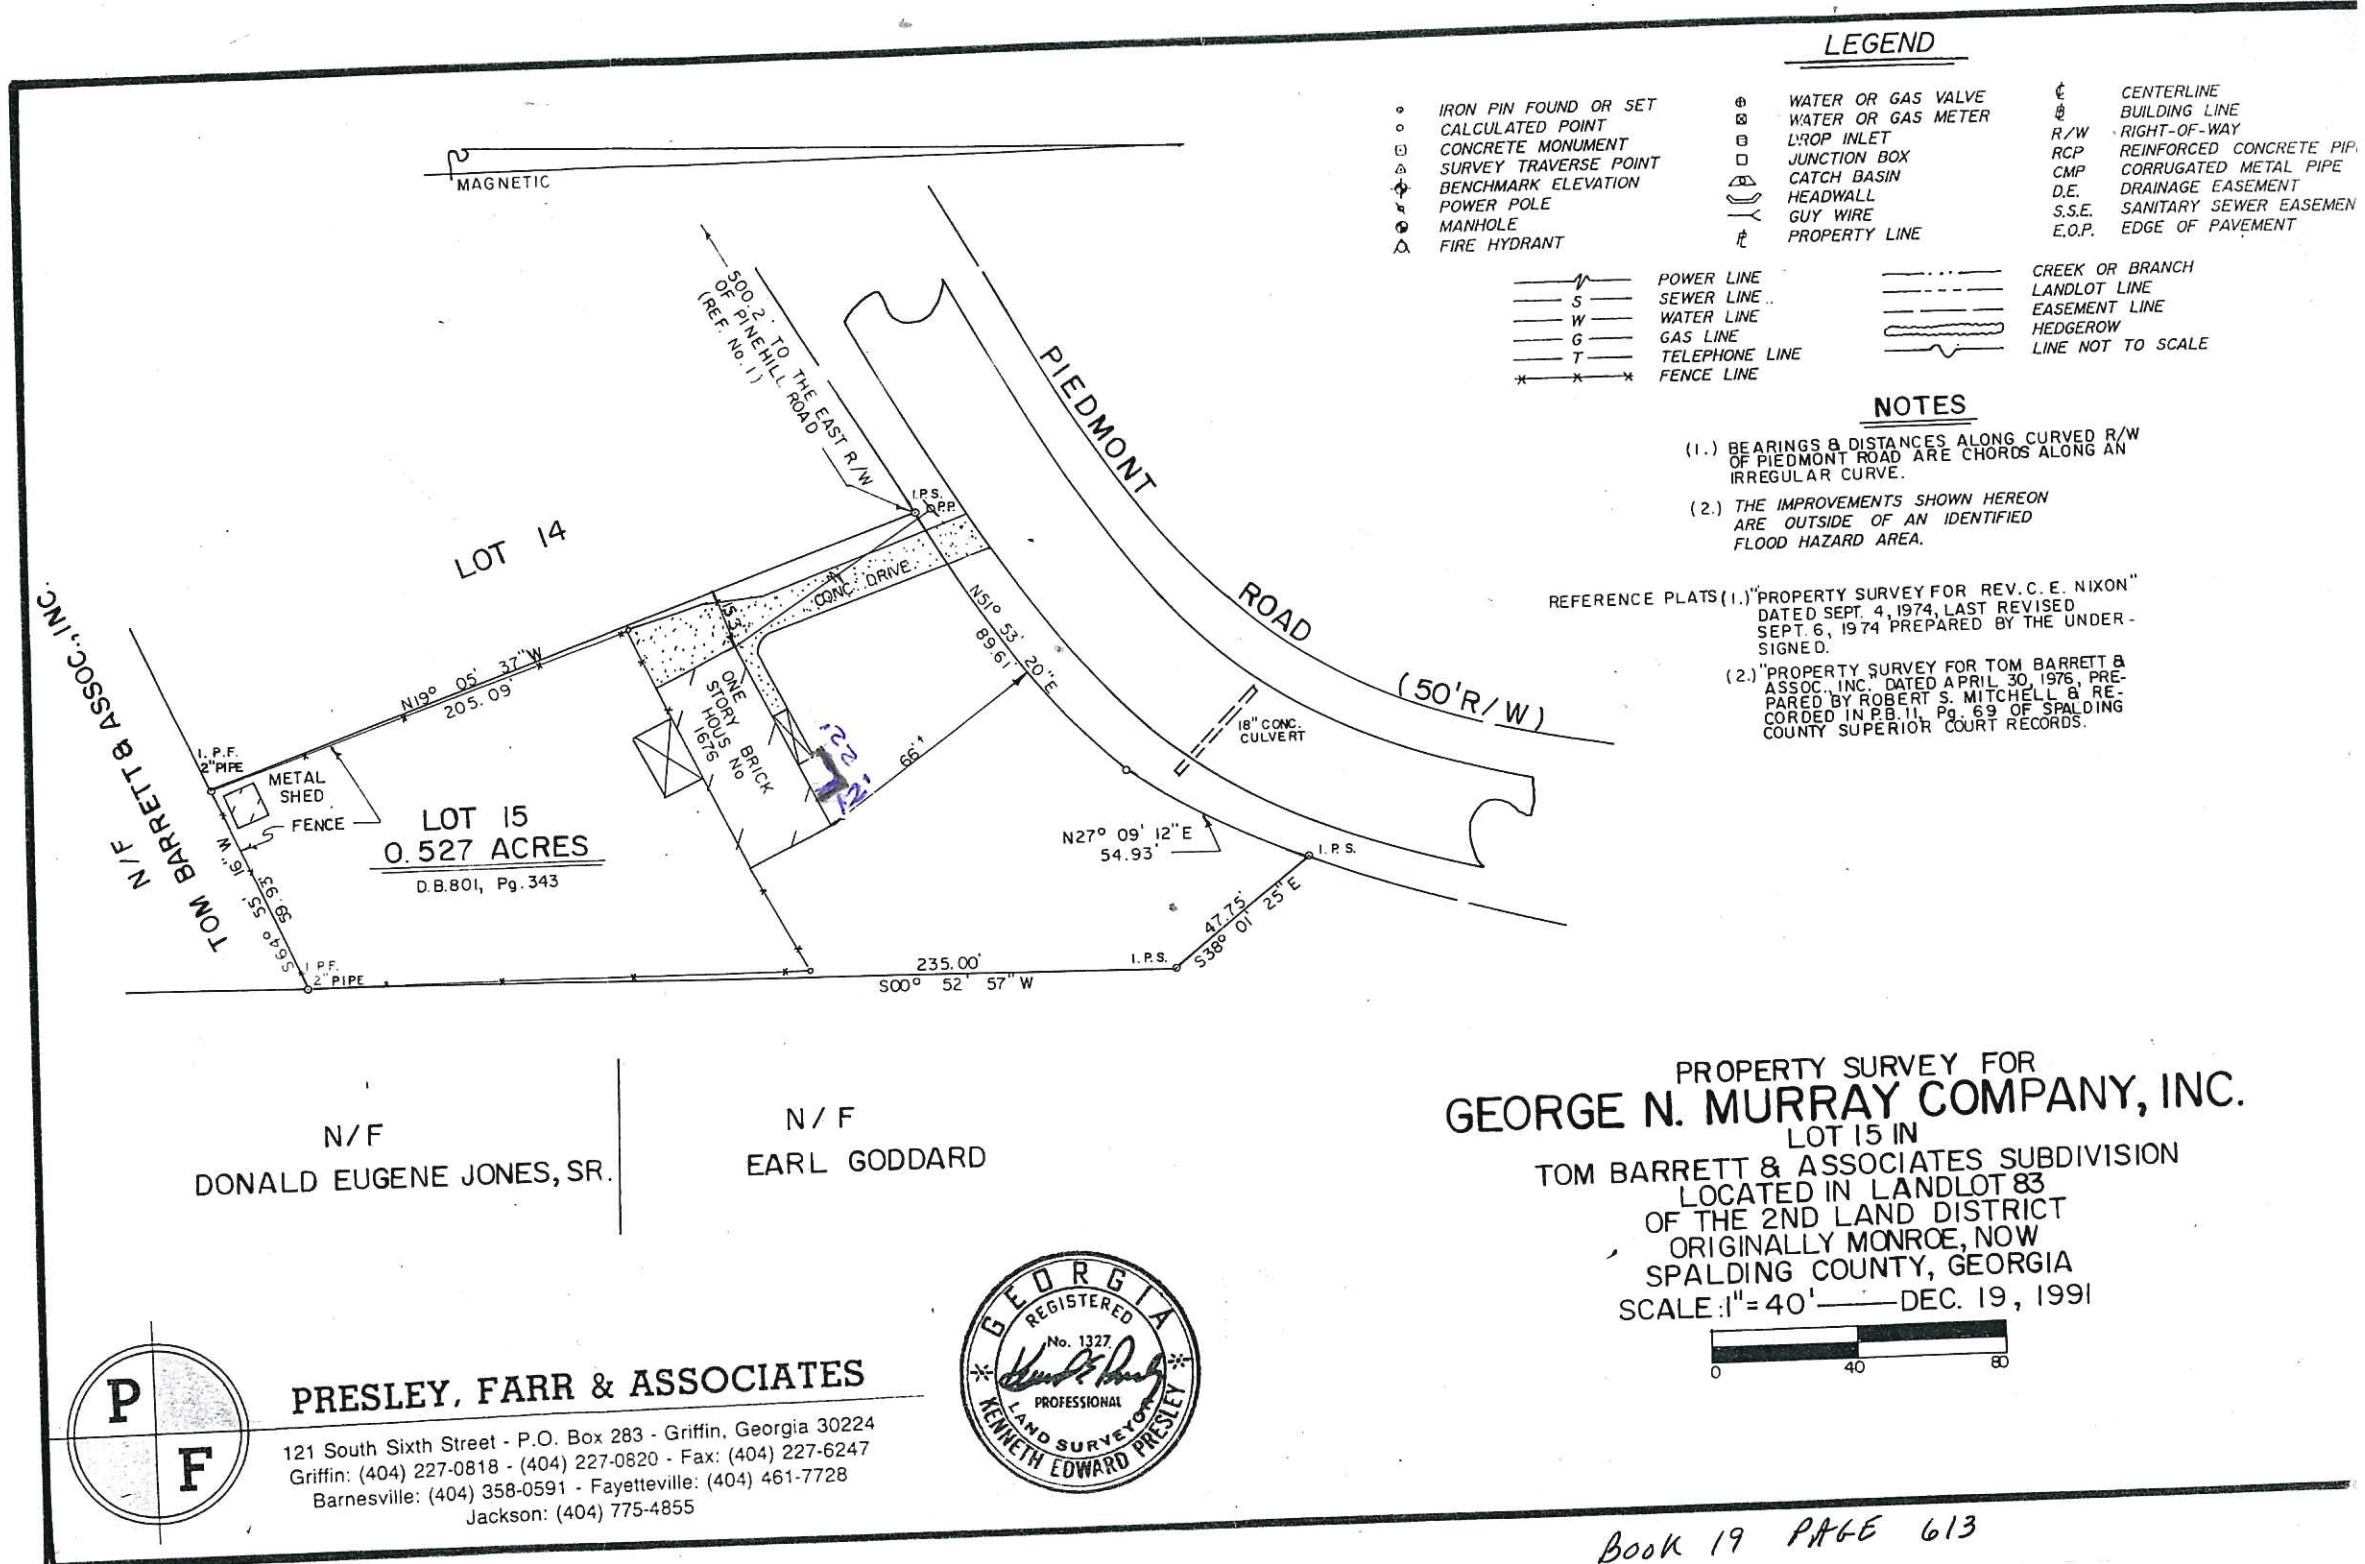 LEGEND
IRON PIN FOUND OR SET
CALCULATED POINT
CONCRETE MONUMENT
SURVEY TRAVERSE POINT
BENCHMARK ELEVATION
POWER POLE
MANHOLE
FIRE HYDRANT
WATER OR GAS VALVE
WATER OR GAS METER
DROP INLET
JUNCTION BOX
CATCH BASIN
HEADWALL
GUY WIRE
PROPERTY LINE
CENTERLINE
BUILDING LINE
R/W RIGHT-OF-WAY
RCP REINFORCED CONCRETE PIP
CMP CORRUGATED METAL PIPE
D.E. DRAINAGE EASEMENT
S.S.E. SANITARY SEWER EASEMEN
E.O.P. EDGE OF PAVEMENT
POWER LINE
S SEWER LINE
W WATER LINE
G GAS LINE
T TELEPHONE LINE
FENCE LINE
CREEK OR BRANCH
LANDLOT LINE
EASEMENT LINE
HEDGEROW
LINE NOT TO SCALE
NOTES
(1.) BEARINGS & DISTANCES ALONG CURVED R/W
OF PIEDMONT ROAD ARE CHORDS ALONG AN
IRREGULAR CURVE.
(2.) THE IMPROVEMENTS SHOWN HEREON
ARE OUTSIDE OF AN IDENTIFIED
FLOOD HAZARD AREA.
REFERENCE PLATS (1.) "PROPERTY SURVEY FOR REV. C. E. NIXON"
DATED SEPT. 4, 1974, LAST REVISED
SEPT. 6, 1974 PREPARED BY THE UNDER-
SIGNED.
(2.) "PROPERTY SURVEY FOR TOM BARRETT &
ASSOC., INC." DATED APRIL 30, 1976, PRE-
PARED BY ROBERT S. MITCHELL & RE-
CORDED IN P.B. 11, Pg. 69 OF SPALDING
COUNTY SUPERIOR COURT RECORDS.
MAGNETIC
500.2' TO THE EAST R/W
OF PINEHILL ROAD
(REF. No. 1)
PIEDMONT
ROAD
(50' R/W)
I.P.S.
P.P.
CONC. DRIVE
LOT 14
N19° 05' 37"W
205.09'
15.3'
N51° 53' 20"E
89.61'
ONE
STORY BRICK
HOUS No
1676
22'
12'
66'±
18" CONC.
CULVERT
N27° 09' 12"E
54.93'
I.P.S.
47.75'
S38° 01' 25"E
I.P.S.
235.00'
S00° 52' 57" W
I.P.F.
2" PIPE
METAL
SHED
FENCE
LOT 15
0.527 ACRES
D.B.801, Pg.343
S64° 55' 16" W
59.93'
I.P.F.
2" PIPE
N/F
TOM BARRETT & ASSOC., INC.
N/F
DONALD EUGENE JONES, SR.
N/F
EARL GODDARD
PROPERTY SURVEY FOR
GEORGE N. MURRAY COMPANY, INC.
LOT 15 IN
TOM BARRETT & ASSOCIATES SUBDIVISION
LOCATED IN LANDLOT 83
OF THE 2ND LAND DISTRICT
ORIGINALLY MONROE, NOW
SPALDING COUNTY, GEORGIA
SCALE: 1"=40' DEC. 19, 1991
0 40 80
P
F
PRESLEY, FARR & ASSOCIATES
121 South Sixth Street - P.O. Box 283 - Griffin, Georgia 30224
Griffin: (404) 227-0818 - (404) 227-0820 - Fax: (404) 227-6247
Barnesville: (404) 358-0591 - Fayetteville: (404) 461-7728
Jackson: (404) 775-4855
GEORGIA
REGISTERED
No. 1327
PROFESSIONAL
LAND SURVEYOR
KENNETH EDWARD PRESLEY
BOOK 19 PAGE 613